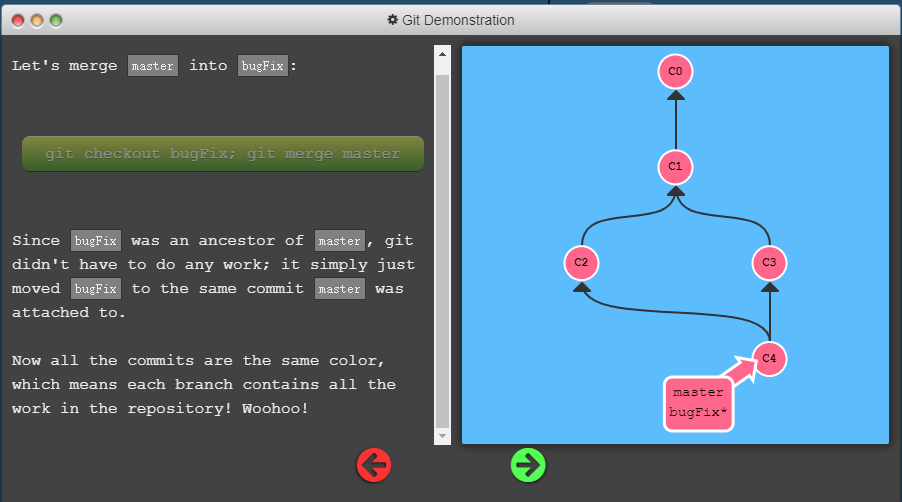 Git Demonstration
Let's merge master into bugFix:
git checkout bugFix; git merge master
Since bugFix was an ancestor of master, git
didn't have to do any work; it simply just
moved bugFix to the same commit master was
attached to.
Now all the commits are the same color,
which means each branch contains all the
work in the repository! Woohoo!
C0
C1
C2
C3
C4
master
bugFix*